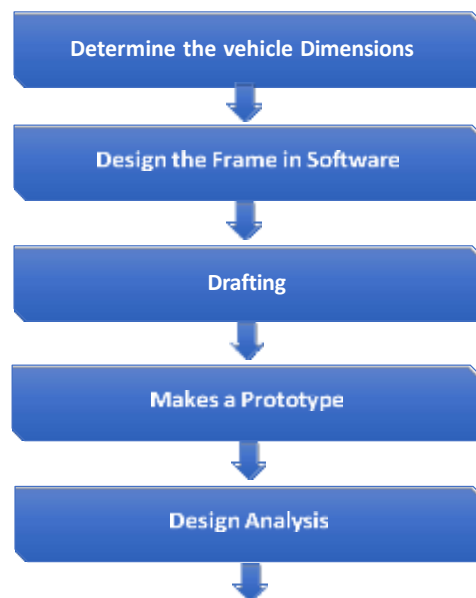 Determine the vehicle Dimensions
Design the Frame in Software
Drafting
Makes a Prototype
Design Analysis